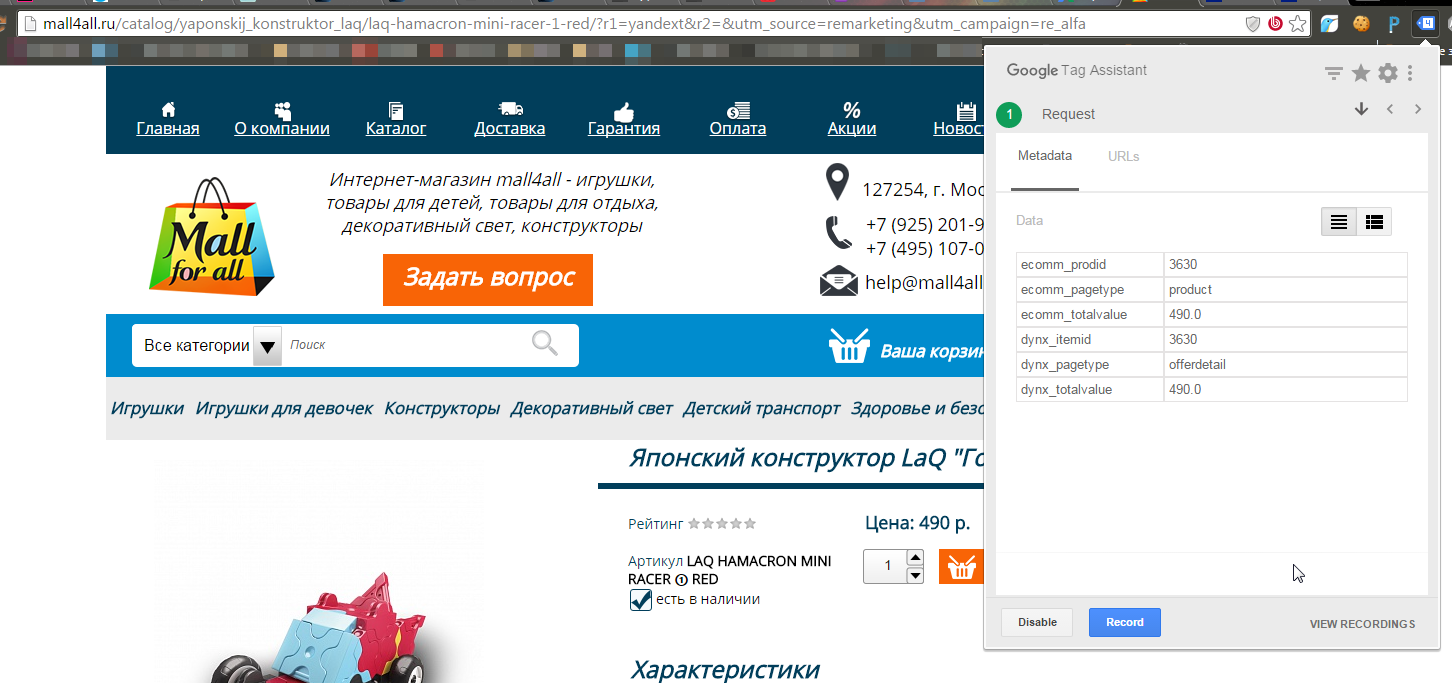 mall4all.ru/catalog/yaponskij_konstruktor_laq/laq-hamacron-mini-racer-1-red/?r1=yandext&r2=&utm_source=remarketing&utm_campaign=re_alfa
Главная
О компании
Каталог
Доставка
Гарантия
Оплата
%
Акции
Новос
Mall
for all
Интернет-магазин mall4all - игрушки,
товары для детей, товары для отдыха,
декоративный свет, конструкторы
Задать вопрос
127254, г. Мос
+7 (925) 201-9
+7 (495) 107-0
help@mall4all
Все категории
Поиск
Ваша корзин
Игрушки
Игрушки для девочек
Конструкторы
Декоративный свет
Детский транспорт
Здоровье и безо
Японский конструктор LaQ "Го
Рейтинг
Цена: 490 р.
Артикул LAQ HAMACRON MINI
RACER ① RED
1
есть в наличии
Характеристики
Google Tag Assistant
1 Request
Metadata
URLs
Data
ecomm_prodid 3630
ecomm_pagetype product
ecomm_totalvalue 490.0
dynx_itemid 3630
dynx_pagetype offerdetail
dynx_totalvalue 490.0
Disable
Record
VIEW RECORDINGS